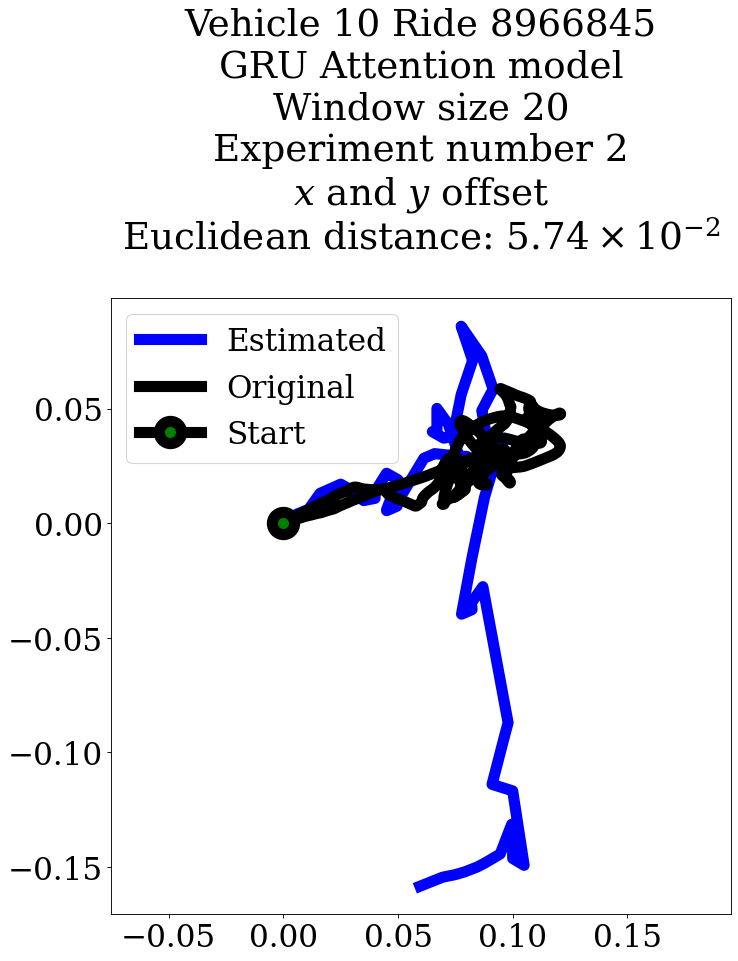 Vehicle 10 Ride 8966845
GRU Attention model
Window size 20
Experiment number 2
x and y offset
Euclidean distance: 5.74 × 10⁻²
Estimated
Original
Start
0.05
0.00
−0.05
−0.10
−0.15
−0.05 0.00 0.05 0.10 0.15